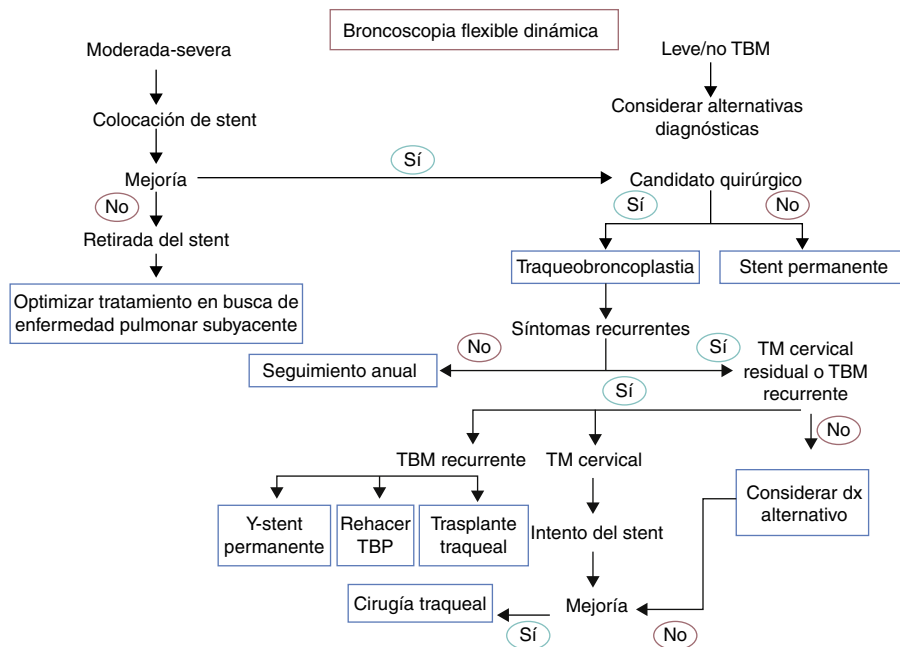 Broncoscopia flexible dinámica
Moderada-severa
Leve/no TBM
Colocación de stent
Considerar alternativas
diagnósticas
Sí
Mejoría
Candidato quirúrgico
No
Sí
No
Retirada del stent
Traqueobroncoplastia
Stent permanente
Optimizar tratamiento en busca de
enfermedad pulmonar subyacente
Síntomas recurrentes
No
Sí
Seguimiento anual
TM cervical
residual o TBM
recurrente
Sí
No
TBM recurrente
TM cervical
Y-stent
permanente
Rehacer
TBP
Trasplante
traqueal
Intento del stent
Considerar dx
alternativo
Cirugía traqueal
Mejoría
Sí
No